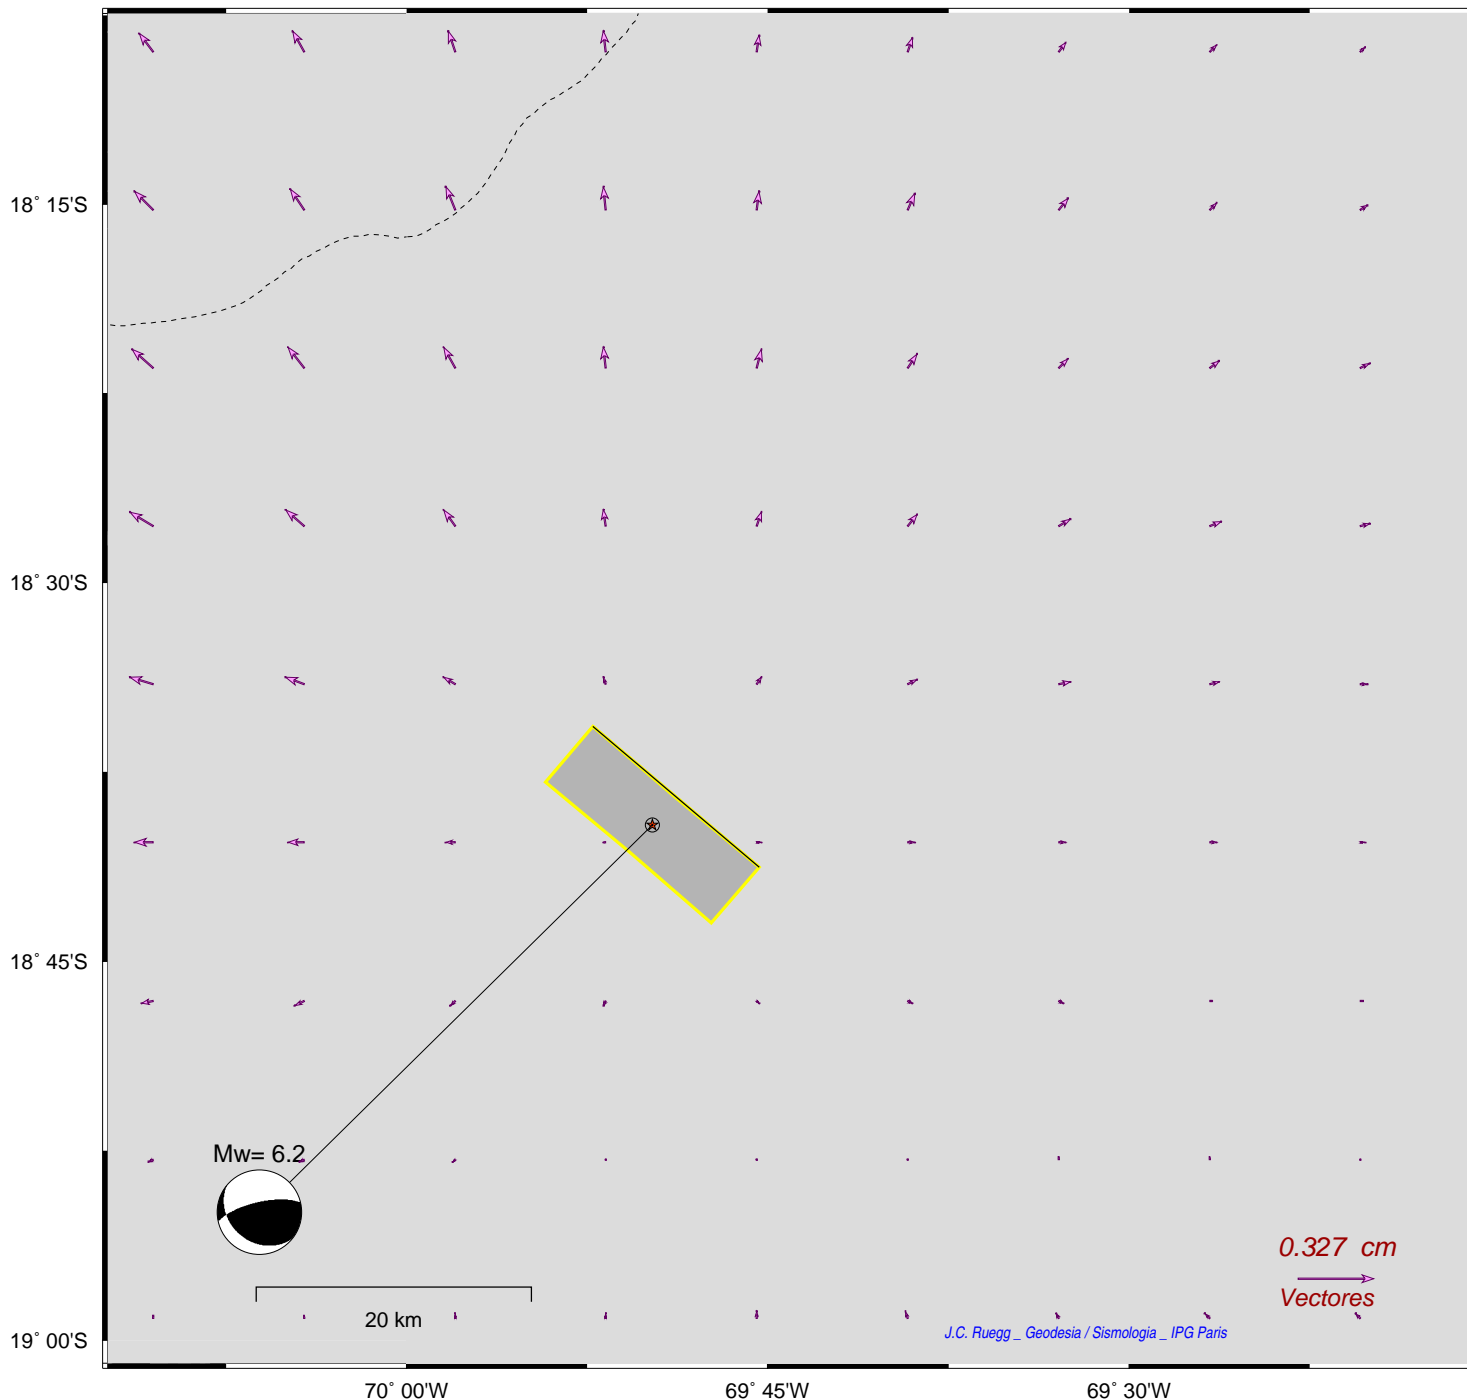 18° 15'S
18° 30'S
18° 45'S
Mw= 6.2
0.327 cm
Vectores
20 km
J.C. Ruegg _ Geodesia / Sismologia _ IPG Paris
19° 00'S
70° 00'W
69° 45'W
69° 30'W